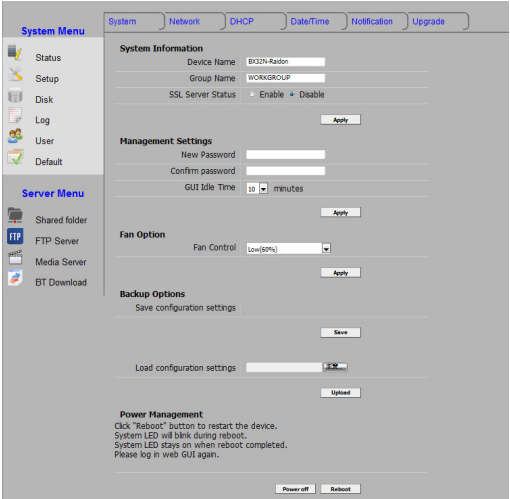 System Menu
Status
Setup
Disk
Log
User
Default
Server Menu
Shared folder
FTP
FTP Server
Media Server
BT Download
System
Network
DHCP
Date/Time
Notification
Upgrade
System Information
Device Name BX32N-Raidon
Group Name WORKGROUP
SSL Server Status Enable Disable
Apply
Management Settings
New Password
Confirm password
GUI Idle Time 10 minutes
Apply
Fan Option
Fan Control Low(60%)
Apply
Backup Options
Save configuration settings
Save
Load configuration settings
Upload
Power Management
Click "Reboot" button to restart the device.
System LED will blink during reboot.
System LED stays on when reboot completed.
Please log in web GUI again.
Power off Reboot